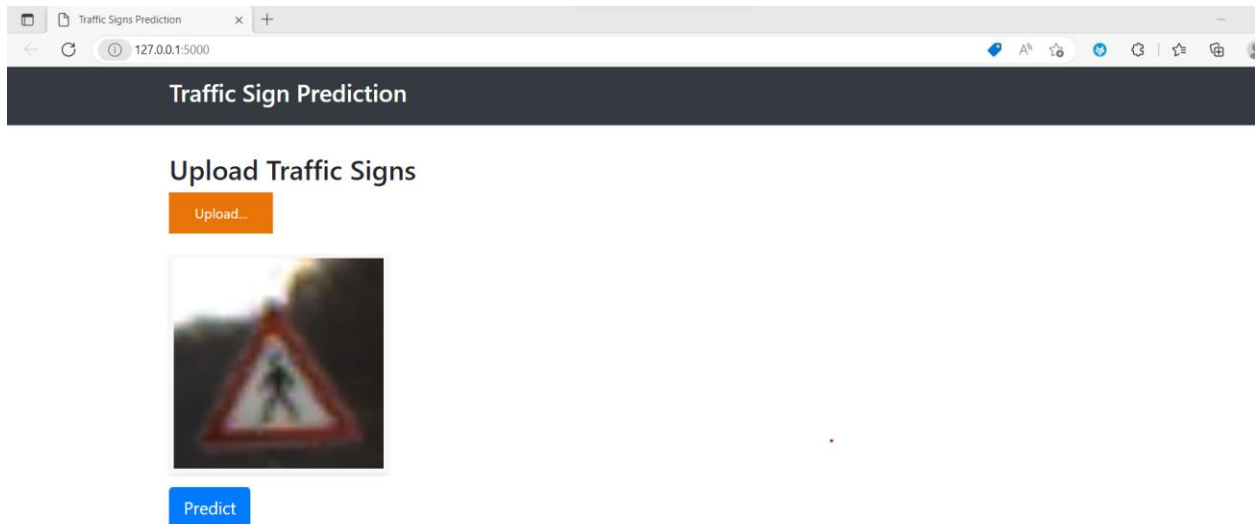 Traffic Signs Prediction
127.0.0.1:5000
Traffic Sign Prediction
Upload Traffic Signs
Upload...
Predict